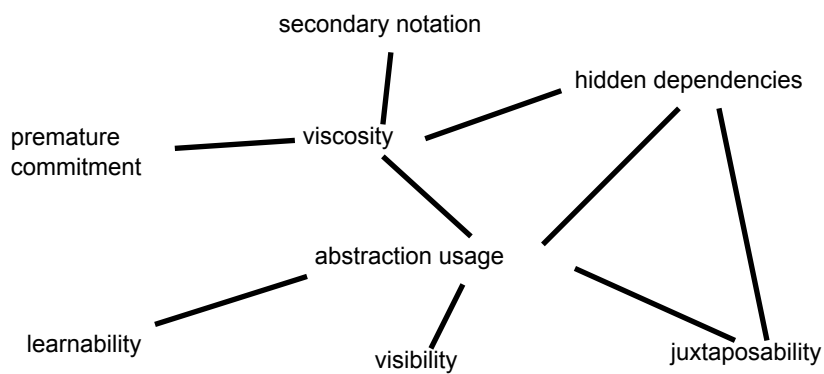 secondary notation
hidden dependencies
premature
commitment
viscosity
abstraction usage
learnability
visibility
juxtaposability